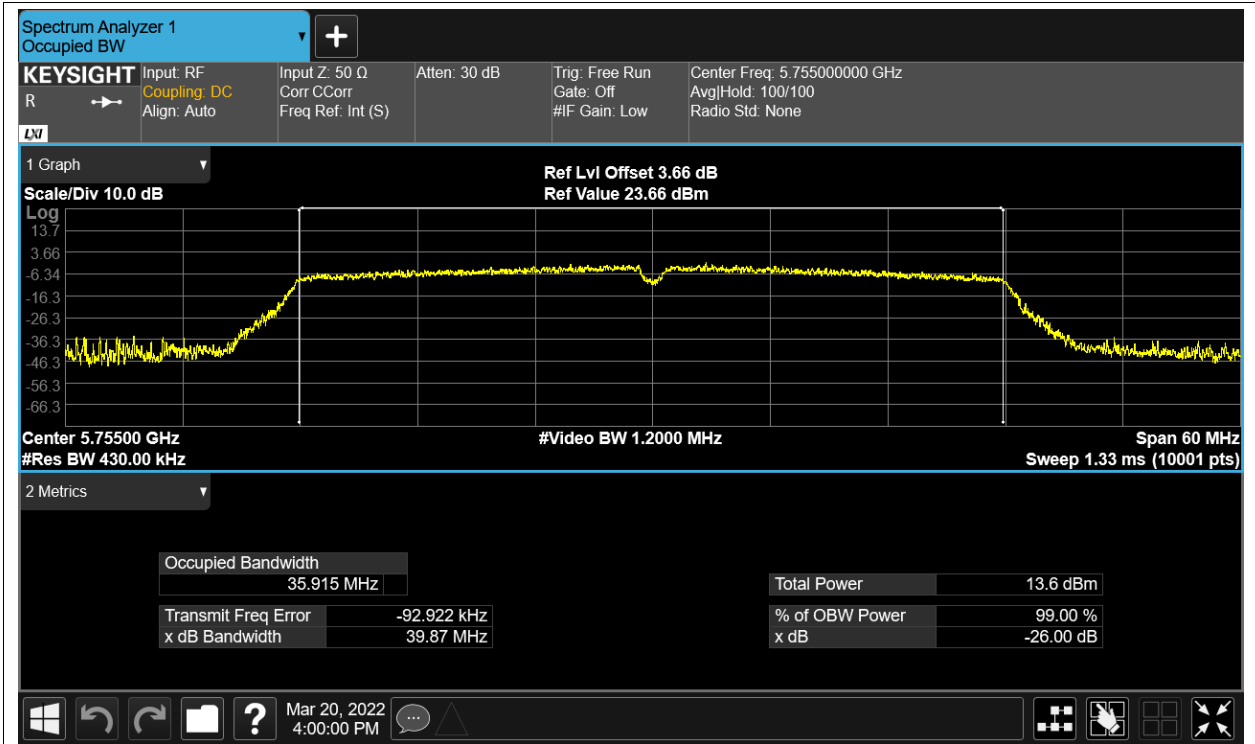 Spectrum Analyzer 1
Occupied BW
KEYSIGHT
R
LXI
Input: RF
Coupling: DC
Align: Auto
Input Z: 50 Ω
Corr CCorr
Freq Ref: Int (S)
Atten: 30 dB
Trig: Free Run
Gate: Off
#IF Gain: Low
Center Freq: 5.755000000 GHz
Avg|Hold: 100/100
Radio Std: None
1 Graph
Scale/Div 10.0 dB
Ref Lvl Offset 3.66 dB
Ref Value 23.66 dBm
Log
13.7
3.66
-6.34
-16.3
-26.3
-36.3
-46.3
-56.3
-66.3
Center 5.75500 GHz
#Video BW 1.2000 MHz
Span 60 MHz
#Res BW 430.00 kHz
Sweep 1.33 ms (10001 pts)
2 Metrics
Occupied Bandwidth
35.915 MHz
Total Power 13.6 dBm
Transmit Freq Error -92.922 kHz
% of OBW Power 99.00 %
x dB Bandwidth 39.87 MHz
x dB -26.00 dB
?
Mar 20, 2022
4:00:00 PM